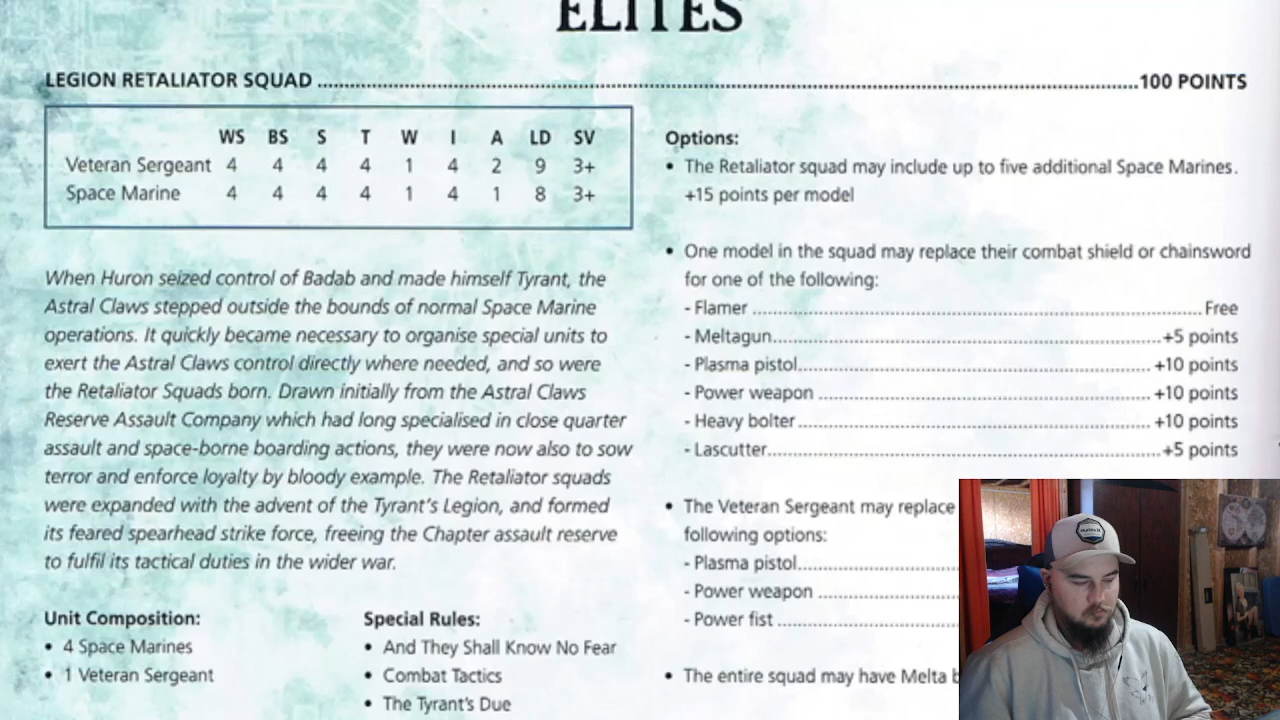 ELITES
LEGION RETALIATOR SQUAD ........ 100 POINTS
WS BS S T W I A LD SV
Veteran Sergeant 4 4 4 4 1 4 2 9 3+
Space Marine 4 4 4 4 1 4 1 8 3+
When Huron seized control of Badab and made himself Tyrant, the
Astral Claws stepped outside the bounds of normal Space Marine
operations. It quickly became necessary to organise special units to
exert the Astral Claws control directly where needed, and so were
the Retaliator Squads born. Drawn initially from the Astral Claws
Reserve Assault Company which had long specialised in close quarter
assault and space-borne boarding actions, they were now also to sow
terror and enforce loyalty by bloody example. The Retaliator squads
were expanded with the advent of the Tyrant's Legion, and formed
its feared spearhead strike force, freeing the Chapter assault reserve
to fulfil its tactical duties in the wider war.
Unit Composition:
• 4 Space Marines
• 1 Veteran Sergeant
Special Rules:
• And They Shall Know No Fear
• Combat Tactics
• The Tyrant's Due
Options:
• The Retaliator squad may include up to five additional Space Marines.
+15 points per model
• One model in the squad may replace their combat shield or chainsword
for one of the following:
- Flamer ........ Free
- Meltagun........ +5 points
- Plasma pistol........ +10 points
- Power weapon ........ +10 points
- Heavy bolter ........ +10 points
- Lascutter........ +5 points
• The Veteran Sergeant may replace
following options:
- Plasma pistol........
- Power weapon ........
- Power fist ........
• The entire squad may have Melta